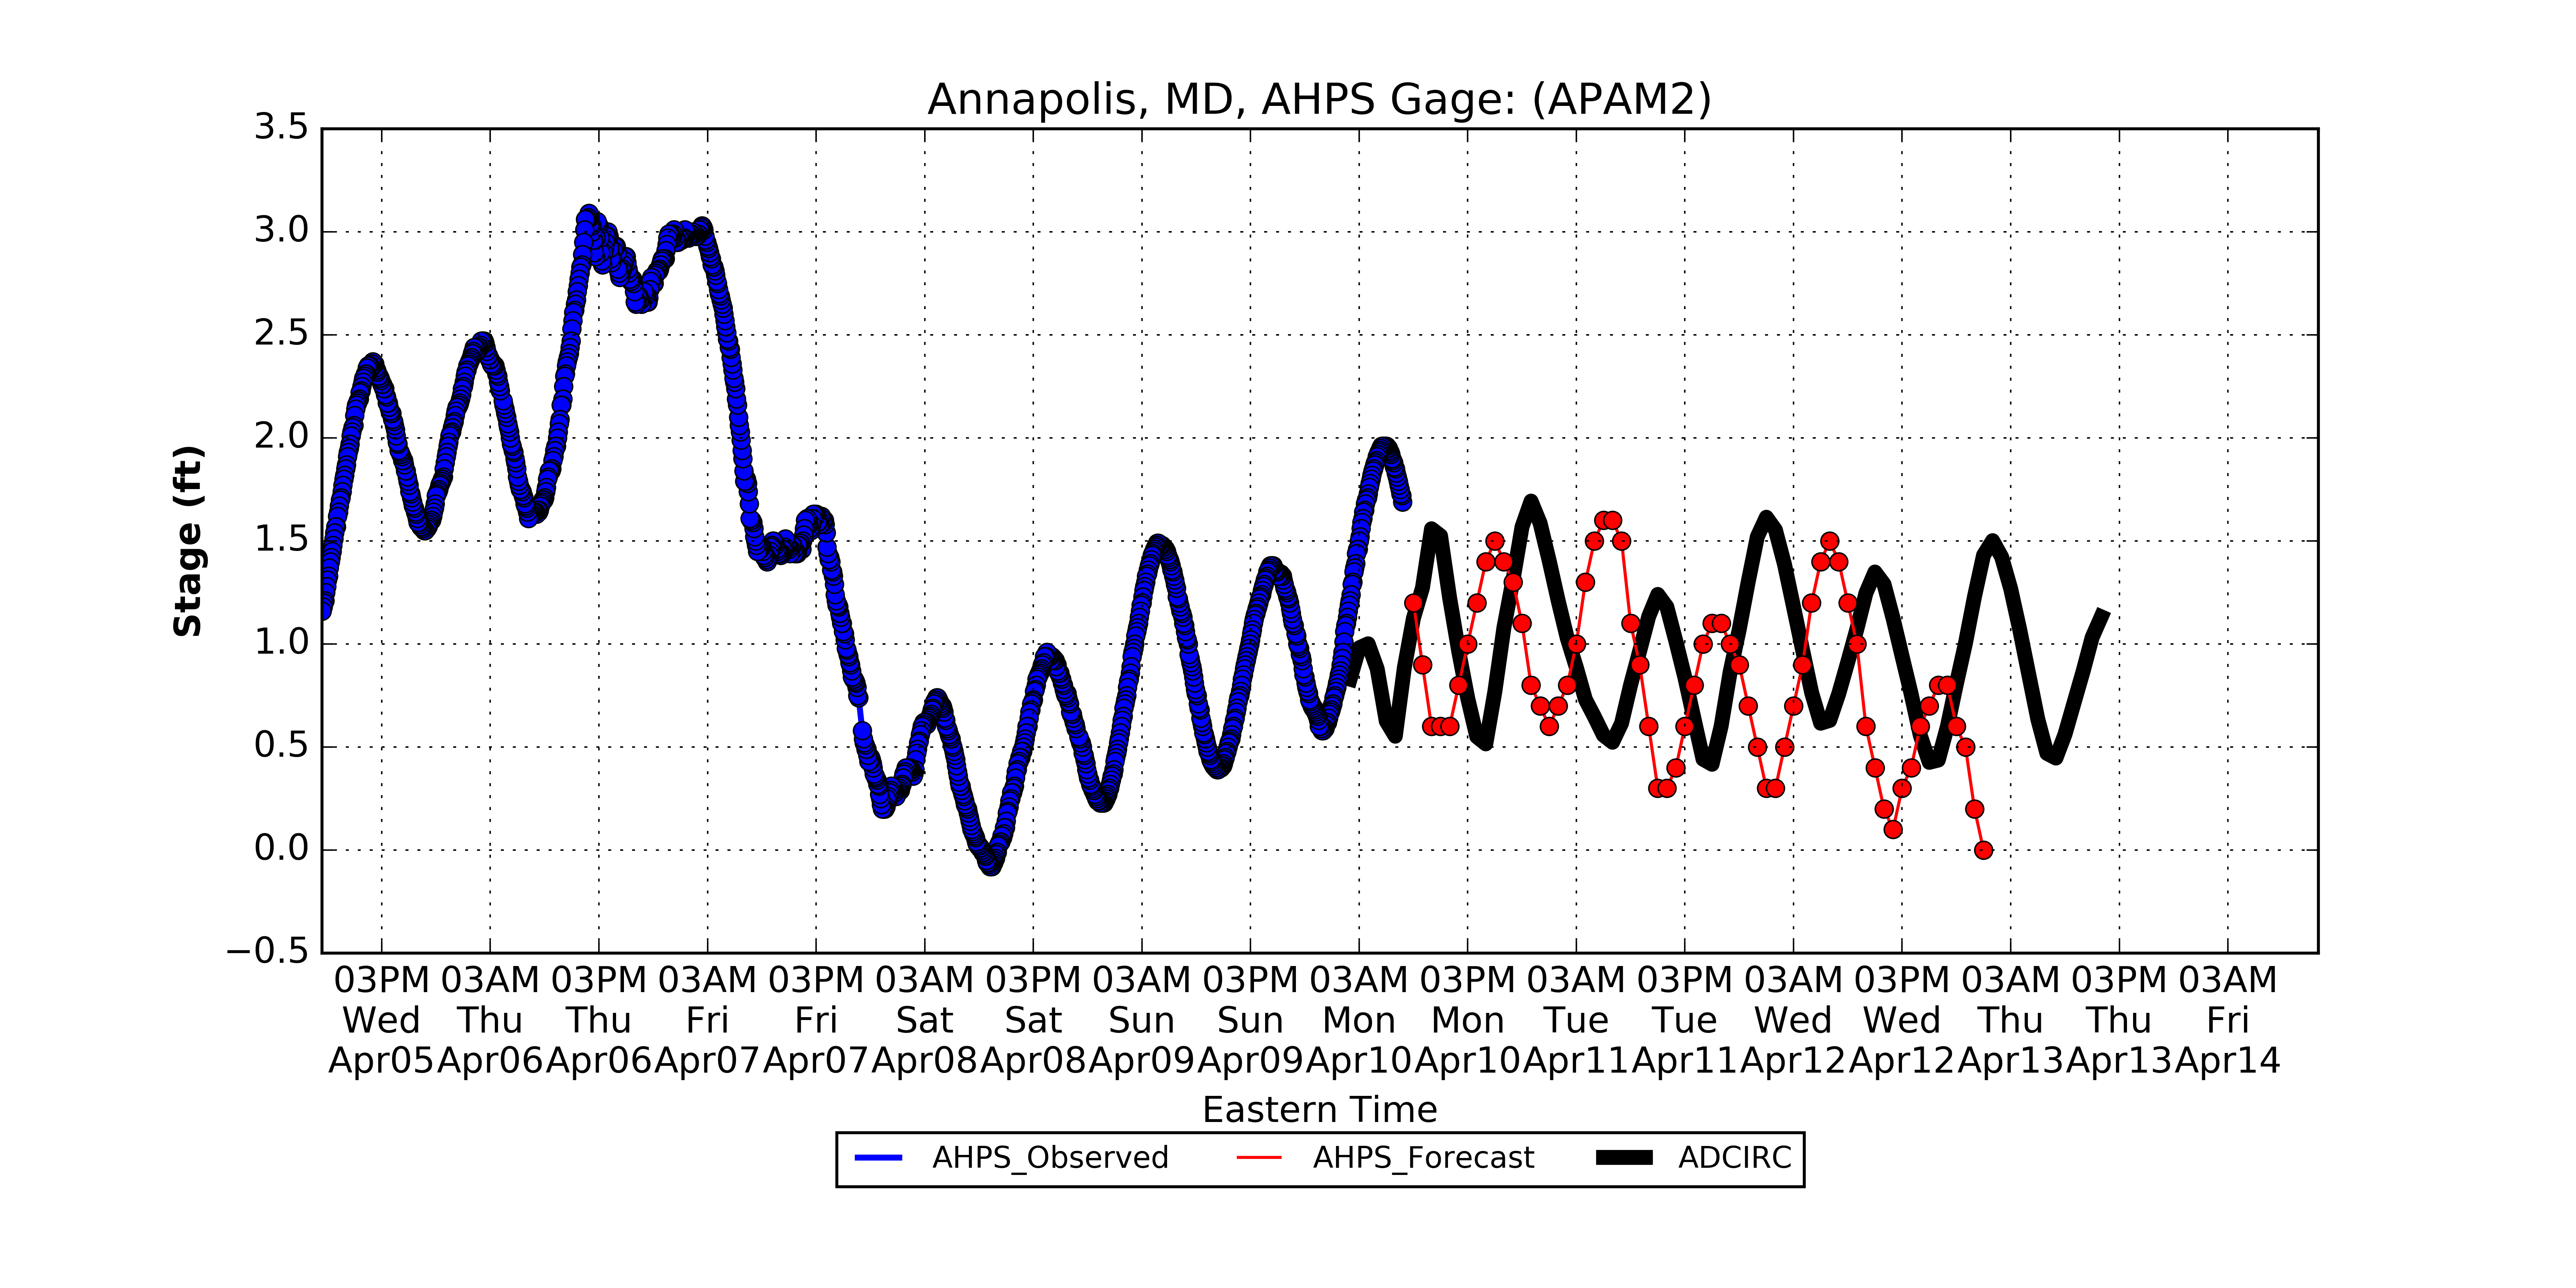 Annapolis, MD, AHPS Gage: (APAM2)
Stage (ft)
3.5
3.0
2.5
2.0
1.5
1.0
0.5
0.0
−0.5
03PM 03AM 03PM 03AM 03PM 03AM 03PM 03AM 03PM 03AM 03PM 03AM 03PM 03AM 03PM 03AM 03PM 03AM
Wed Thu Thu Fri Fri Sat Sat Sun Sun Mon Mon Tue Tue Wed Wed Thu Thu Fri
Apr05 Apr06 Apr06 Apr07 Apr07 Apr08 Apr08 Apr09 Apr09 Apr10 Apr10 Apr11 Apr11 Apr12 Apr12 Apr13 Apr13 Apr14
Eastern Time
AHPS_Observed AHPS_Forecast ADCIRC